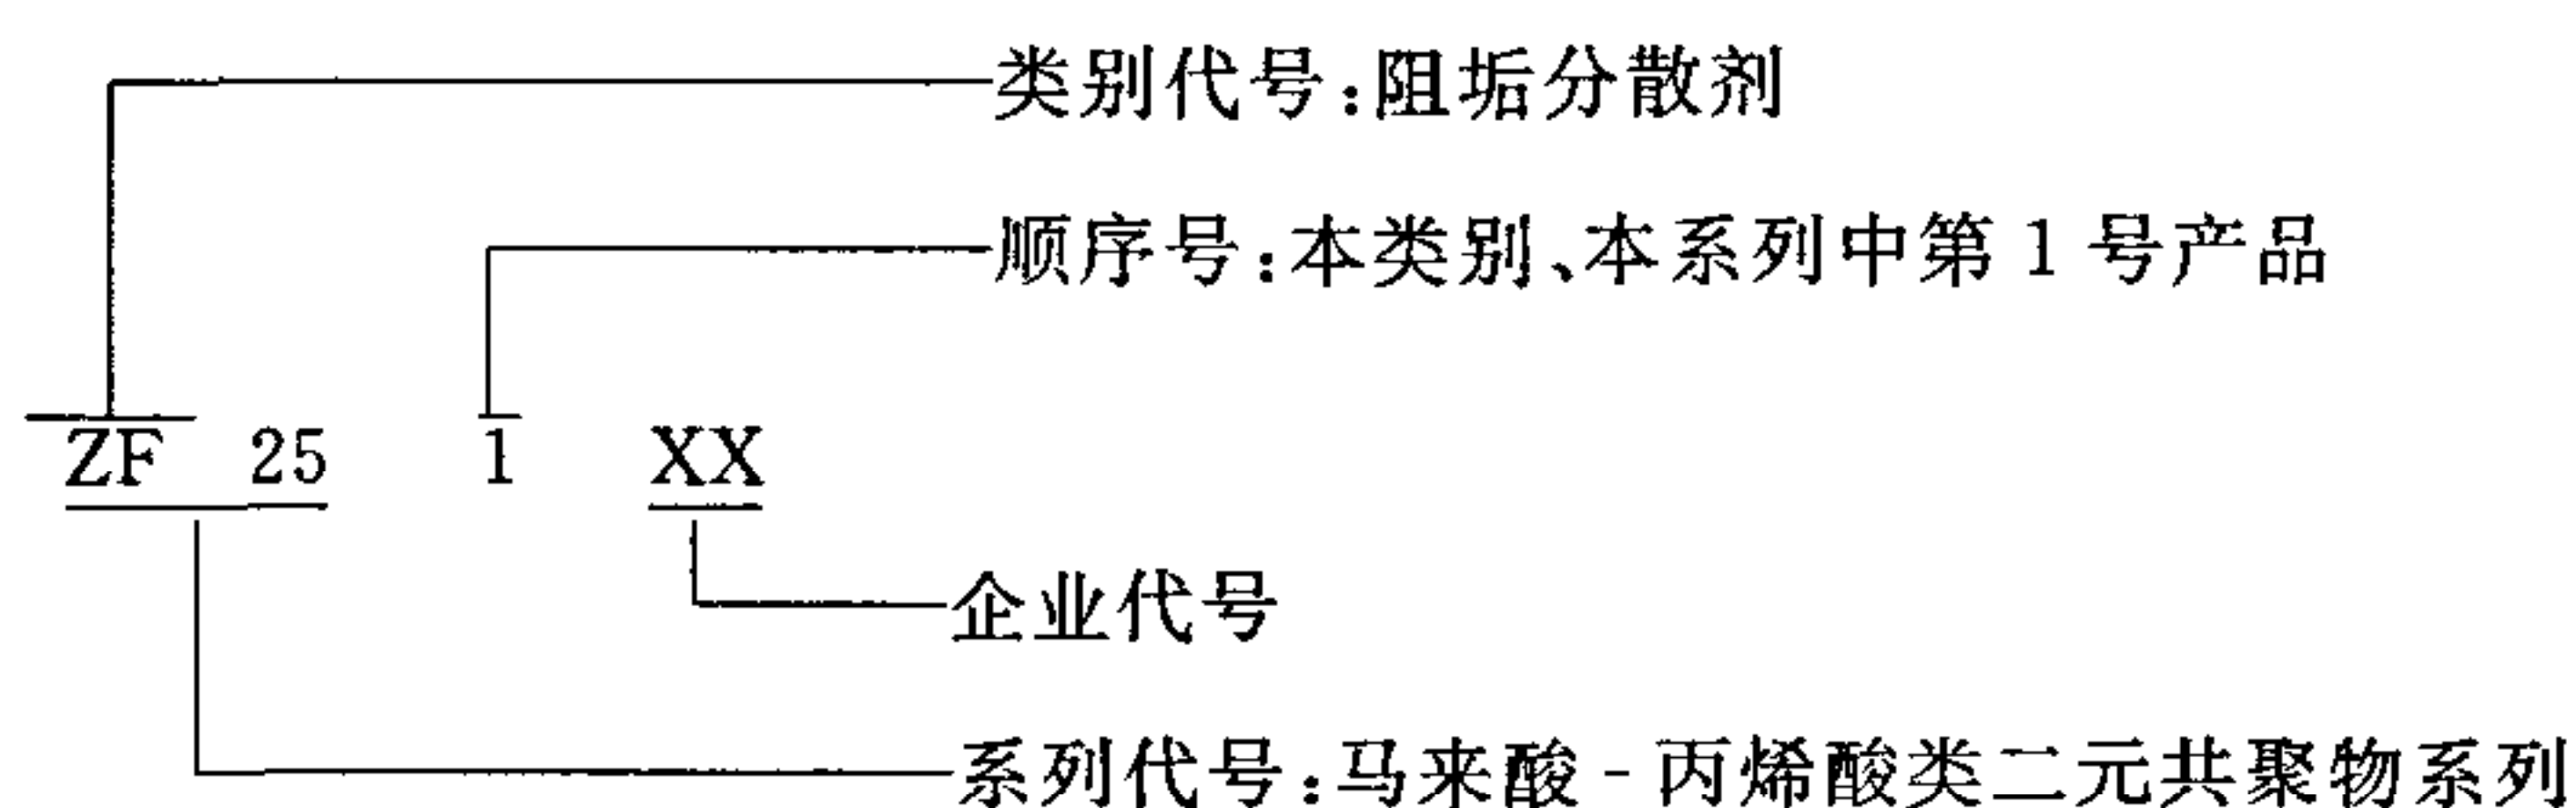 类别代号:阻垢分散剂
顺序号:本类别、本系列中第 1 号产品
ZF 25 1 XX
企业代号
系列代号:马来酸-丙烯酸类二元共聚物系列